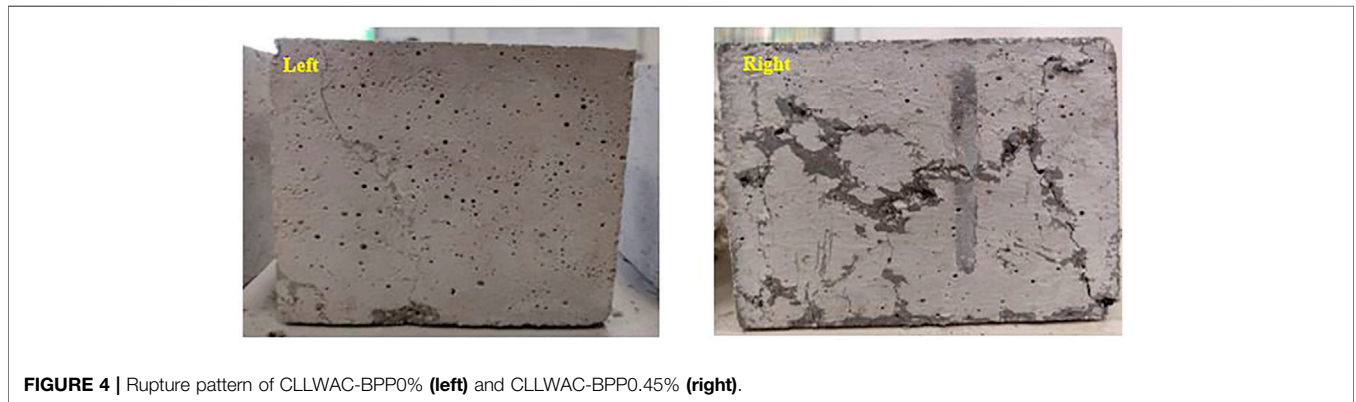 Left
Right
FIGURE 4 | Rupture pattern of CLLWAC-BPP0% (left) and CLLWAC-BPP0.45% (right).